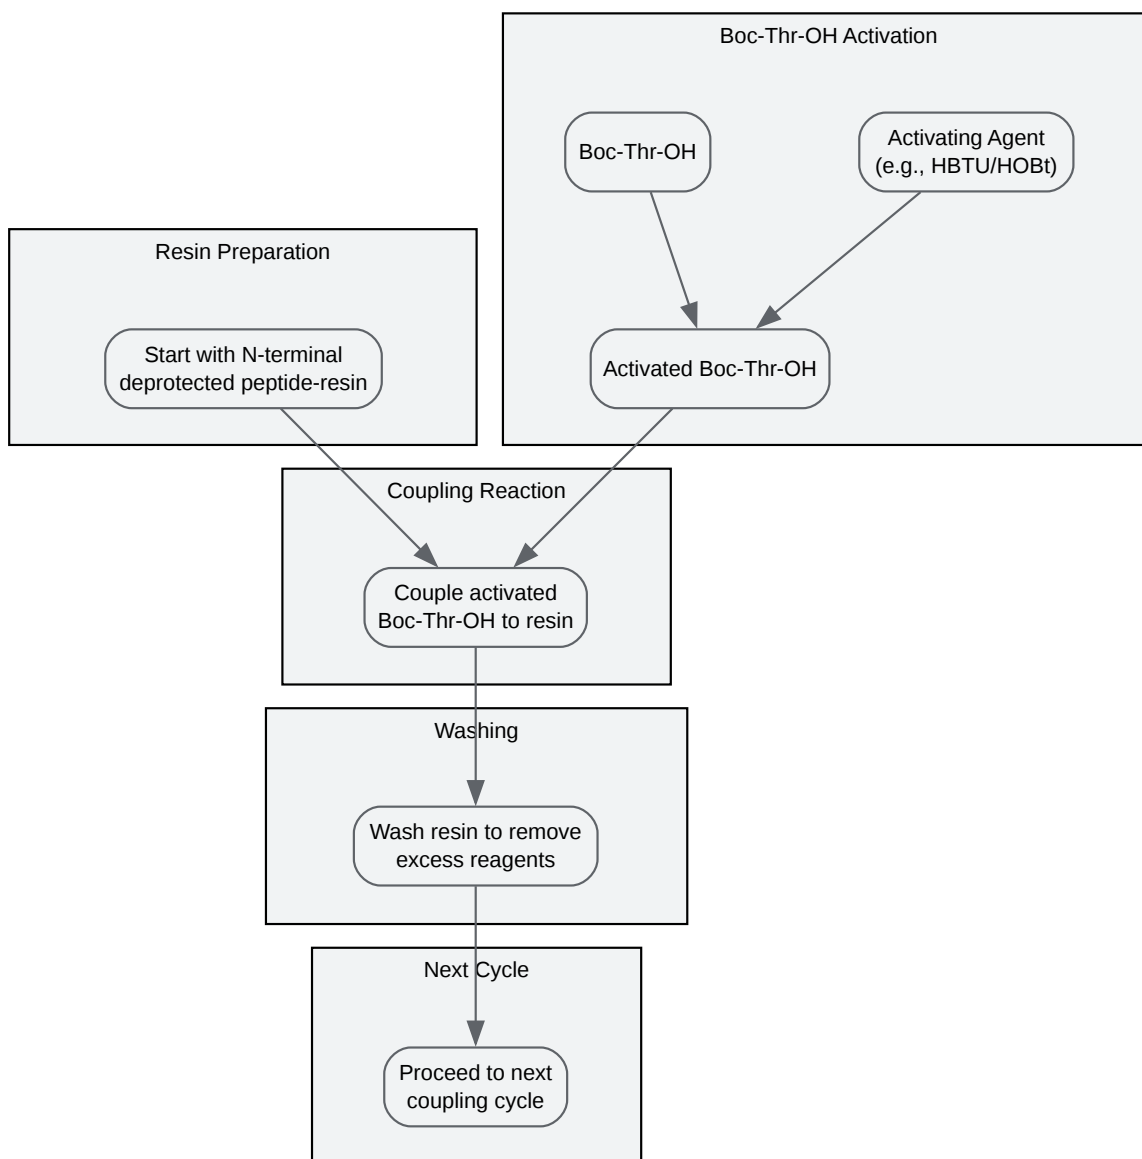 Boc-Thr-OH Activation
Boc-Thr-OH
Activating Agent
(e.g., HBTU/HOBt)
Resin Preparation
Start with N-terminal
deprotected peptide-resin
Activated Boc-Thr-OH
Coupling Reaction
Couple activated
Boc-Thr-OH to resin
Washing
Wash resin to remove
excess reagents
Next Cycle
Proceed to next
coupling cycle